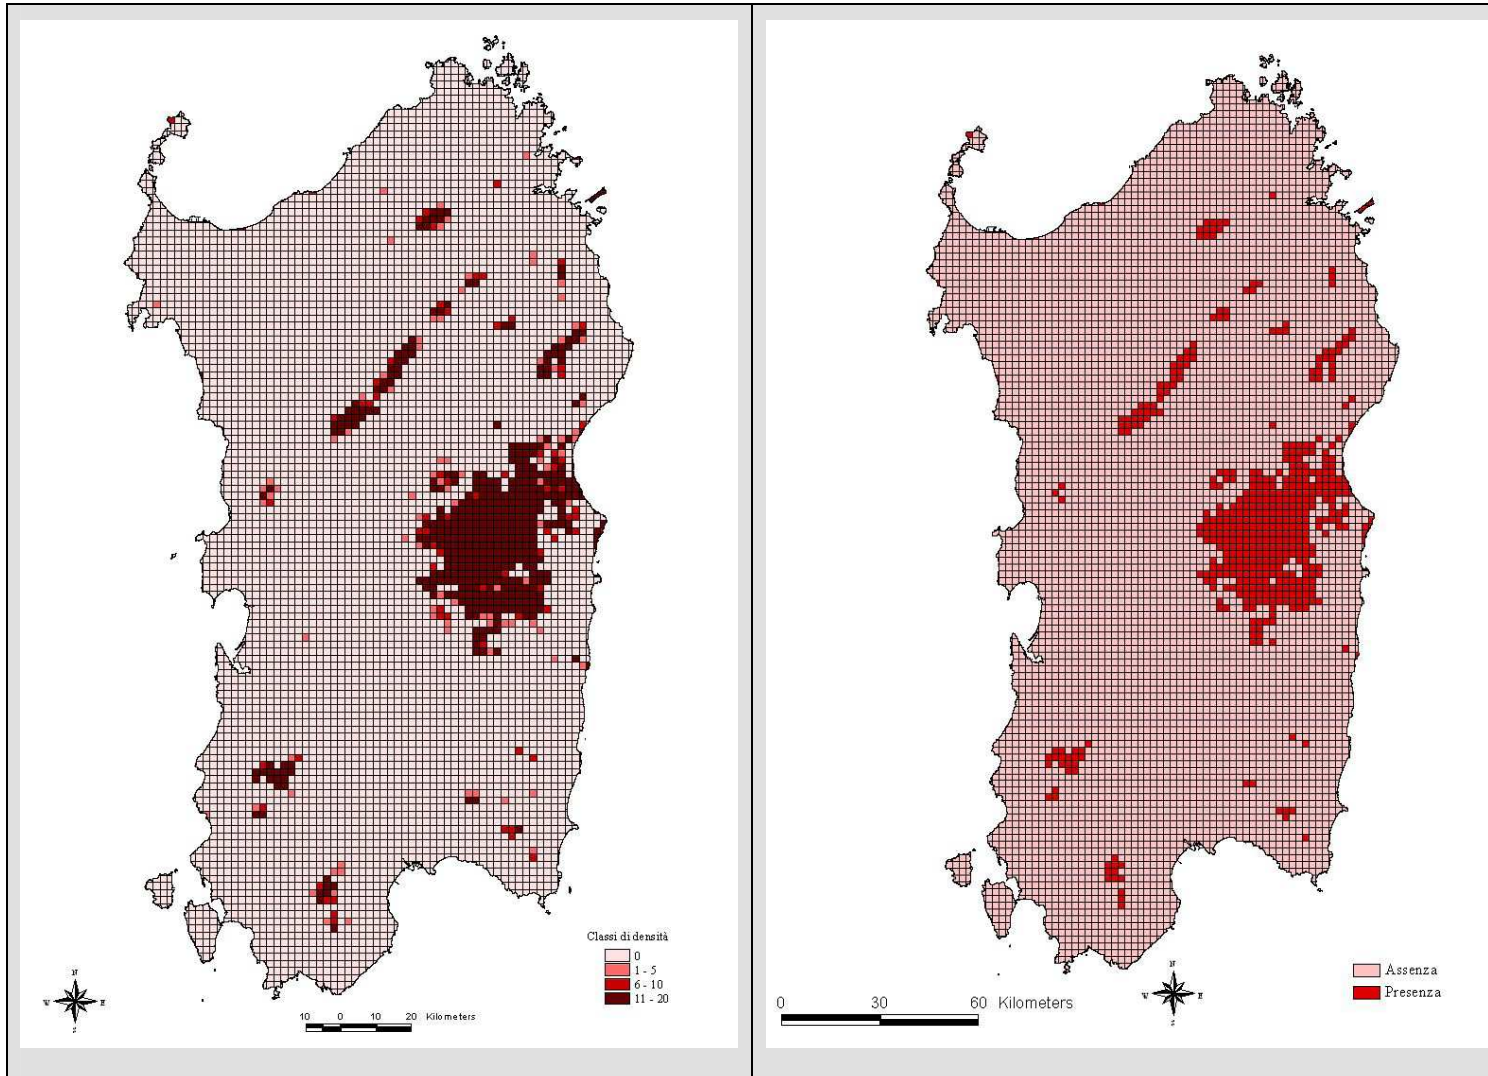 Classi di densità
0
1 - 5
6 - 10
11 - 20
N
W E
S
10 0 10 20 Kilometers
Assenza
Presenza
0 30 60 Kilometers
N
W E
S